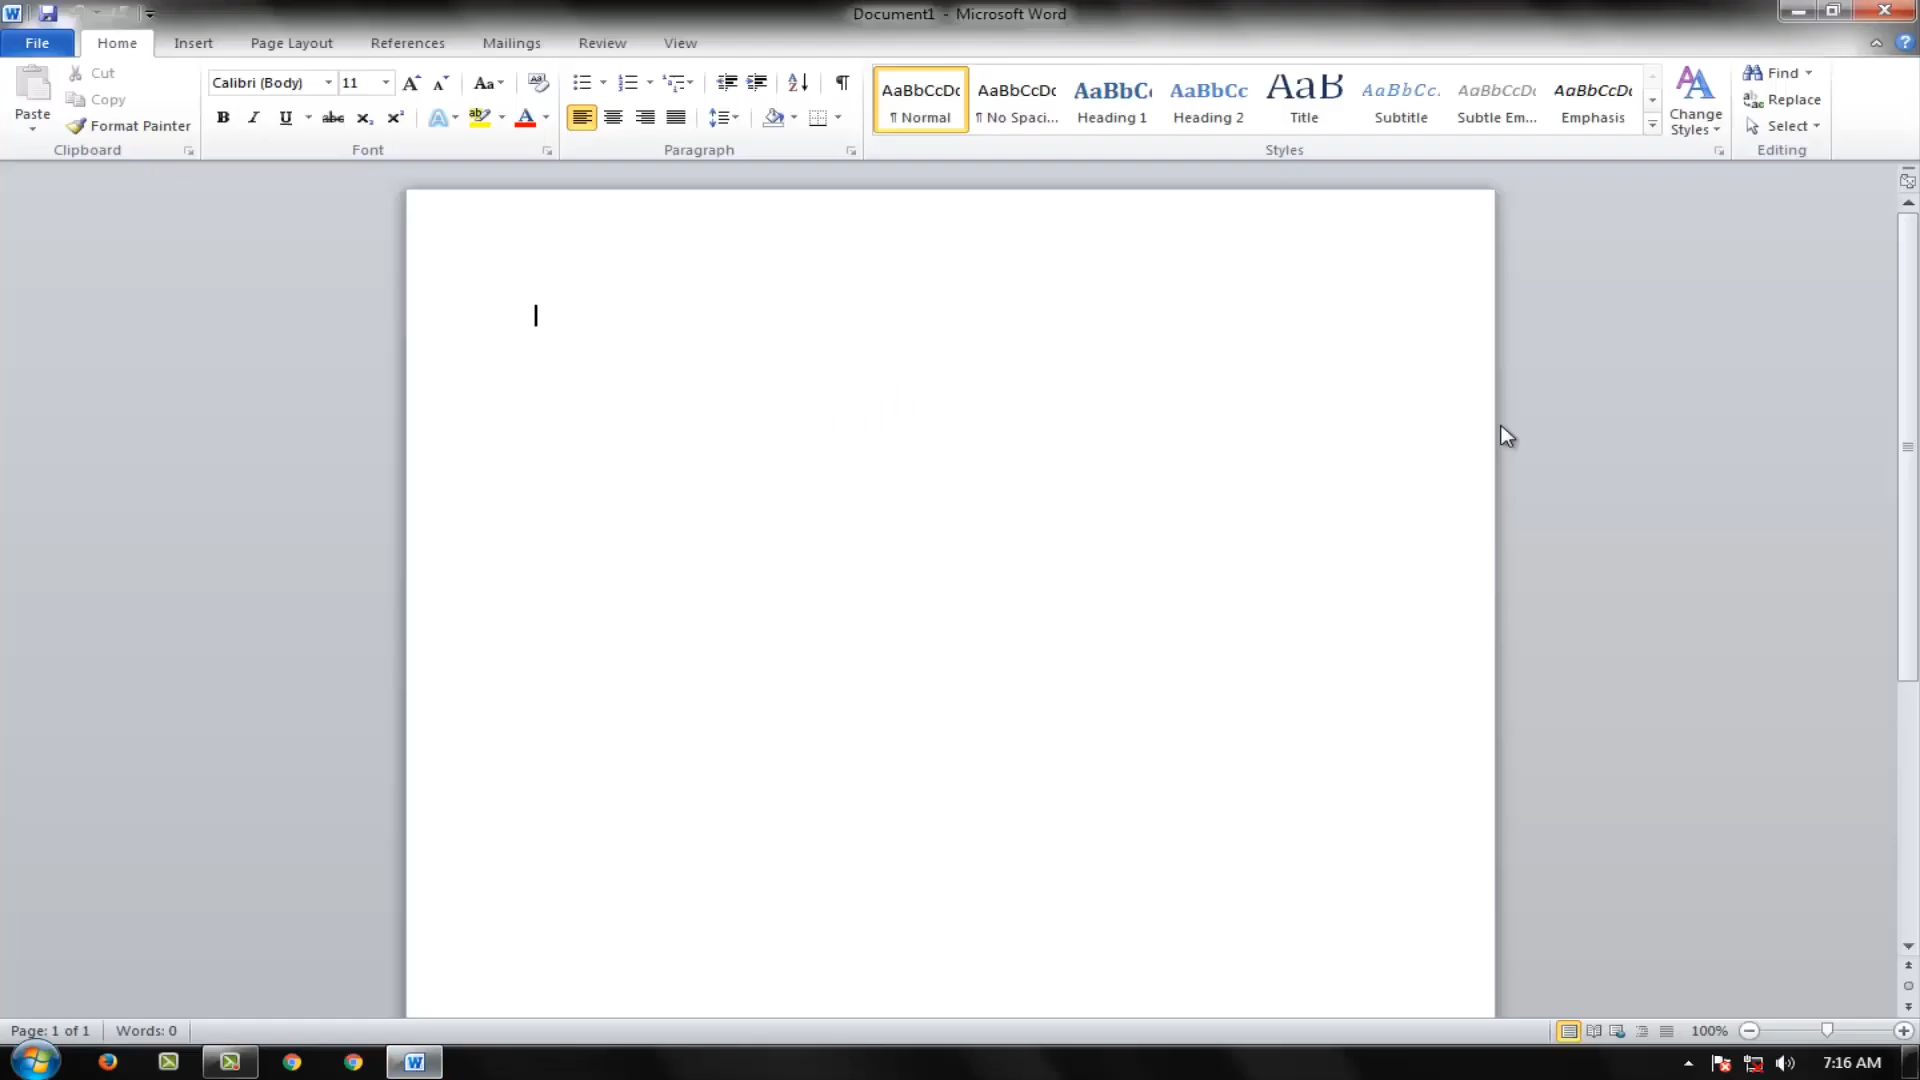 Document1 - Microsoft Word
File Home Insert Page Layout References Mailings Review View
Paste
Cut
Copy
Format Painter
Clipboard
Calibri (Body) 11
Font
Paragraph
AaBbCcDc AaBbCcDc AaBbC AaBbCc AaB AaBbCc. AaBbCcDc AaBbCcDc
¶ Normal ¶ No Spaci... Heading 1 Heading 2 Title Subtitle Subtle Em... Emphasis
Change Styles
Styles
Find
Replace
Select
Editing
Page: 1 of 1 Words: 0
100%
7:16 AM